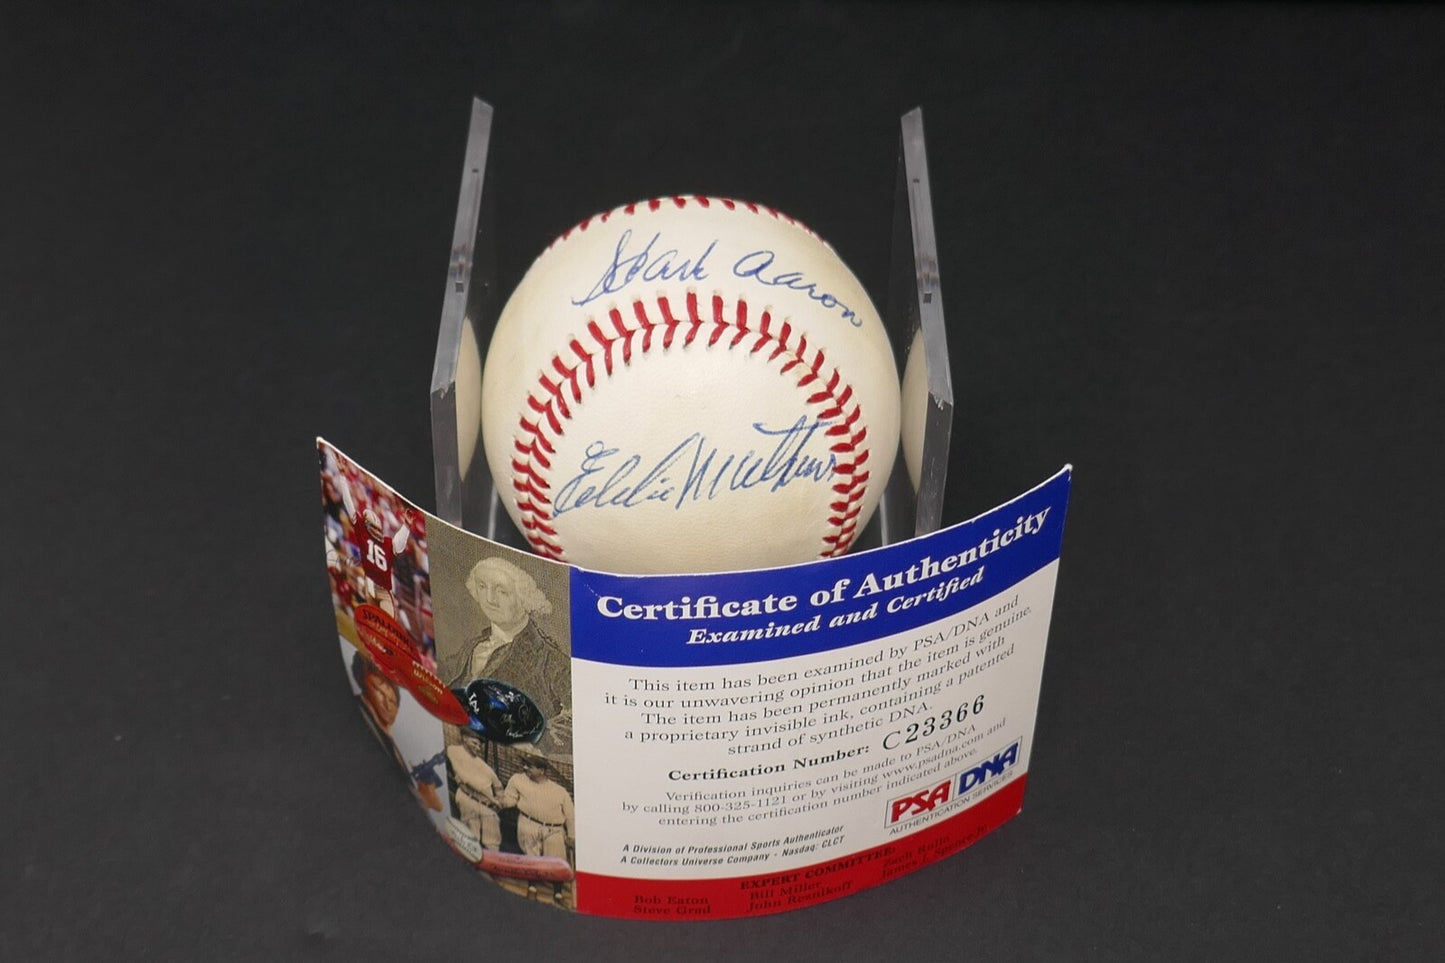 Hank Aaron
Eddie Mathews
16
SPALDING
Certificate of Authenticity
Examined and Certified
This item has been examined by PSA/DNA and
it is our unwavering opinion that the item is genuine.
The item has been permanently marked with
a proprietary invisible ink, containing a patented
strand of synthetic DNA.
Certification Number: C23366
Verification inquiries can be made to PSA/DNA
by calling 800-325-1121 or by visiting www.psadna.com and
entering the certification number indicated above.
PSA DNA
AUTHENTICATION SERVICES
A Division of Professional Sports Authenticator
A Collectors Universe Company - Nasdaq: CLCT
EXPERT COMMITTEE:
Bob Eaton Bill Miller Zach Rullo
Steve Grad John Reznikoff James J. Spence Jr.